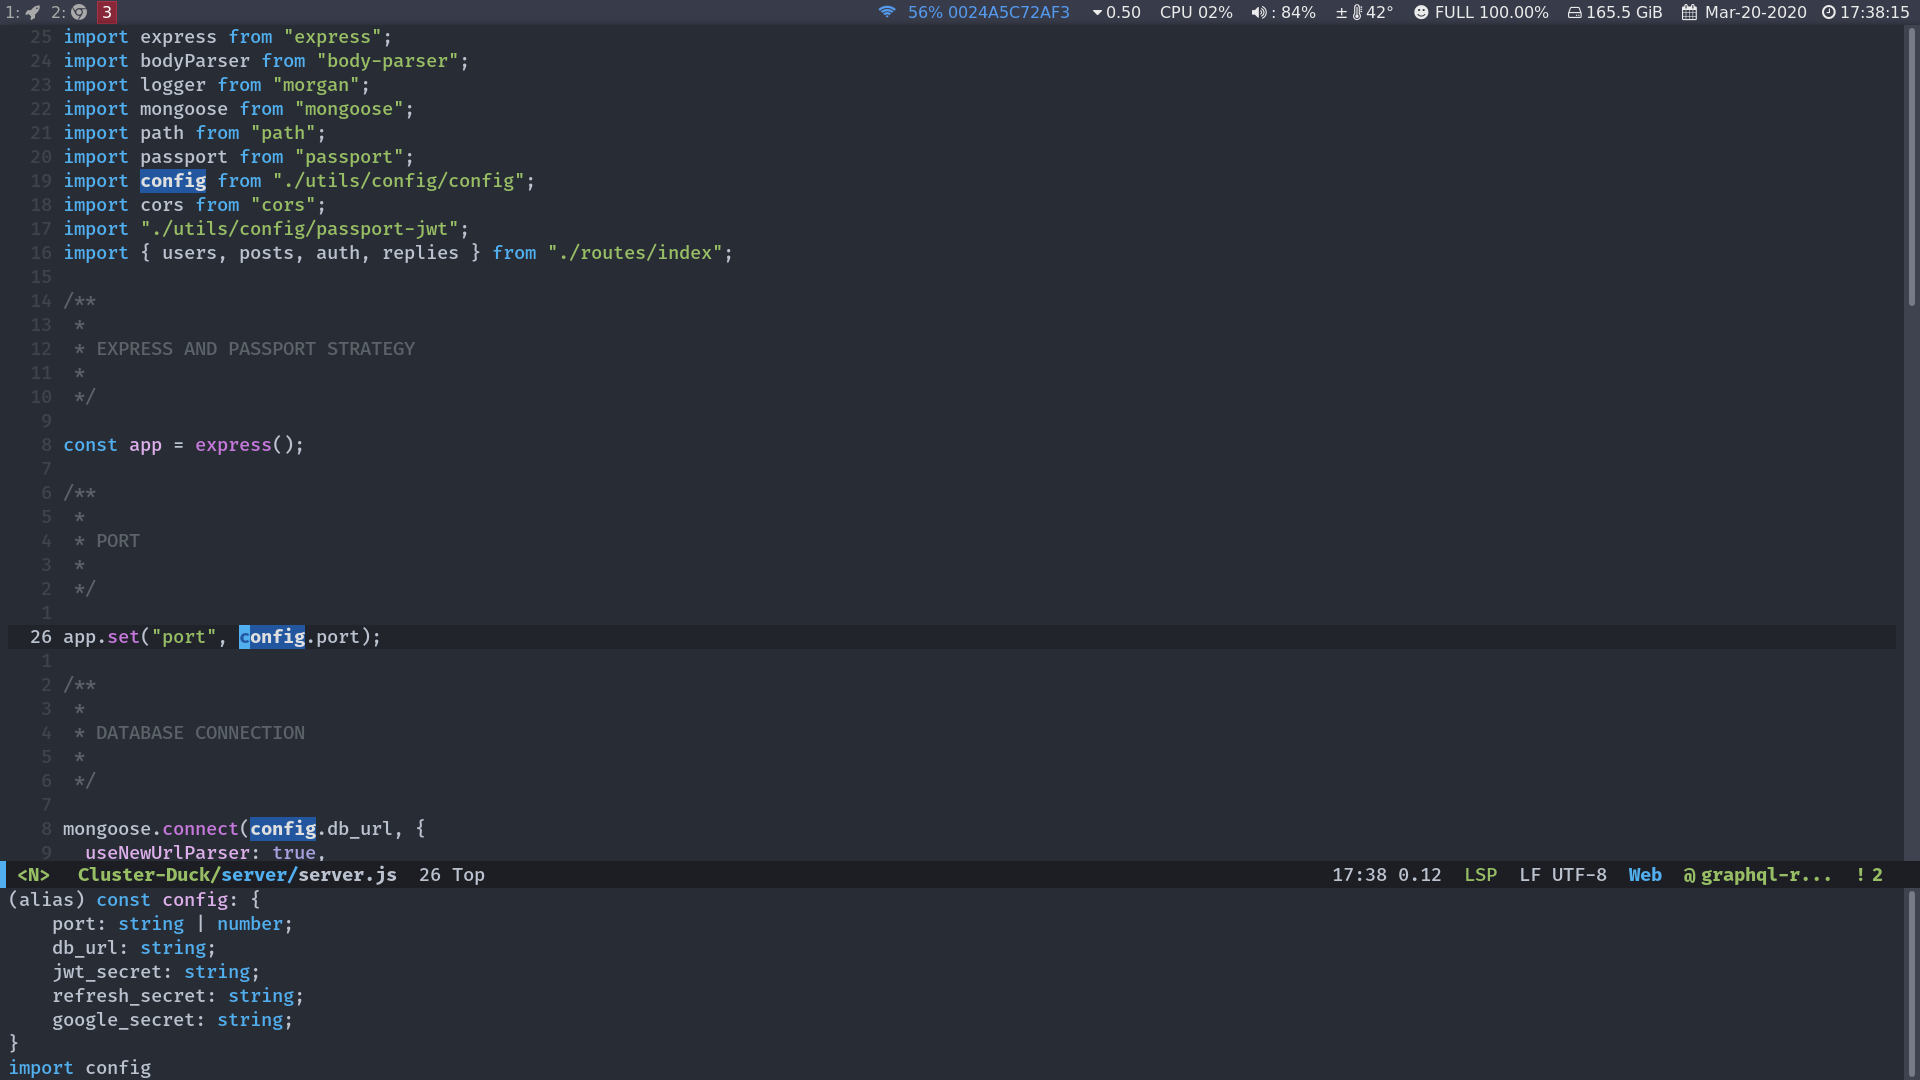 1: 2: 3 56% 0024A5C72AF3 0.50 CPU 02% : 84% ± 42° FULL 100.00% 165.5 GiB Mar-20-2020 17:38:15
25 import express from "express";
24 import bodyParser from "body-parser";
23 import logger from "morgan";
22 import mongoose from "mongoose";
21 import path from "path";
20 import passport from "passport";
19 import config from "./utils/config/config";
18 import cors from "cors";
17 import "./utils/config/passport-jwt";
16 import { users, posts, auth, replies } from "./routes/index";
15
14 /**
13  *
12  * EXPRESS AND PASSPORT STRATEGY
11  *
10  */
9
8 const app = express();
7
6 /**
5  *
4  * PORT
3  *
2  */
1
26 app.set("port", config.port);
1
2 /**
3  *
4  * DATABASE CONNECTION
5  *
6  */
7
8 mongoose.connect(config.db_url, {
9   useNewUrlParser: true,
<N> Cluster-Duck/server/server.js 26 Top 17:38 0.12 LSP LF UTF-8 Web @graphql-r... !2
(alias) const config: {
    port: string | number;
    db_url: string;
    jwt_secret: string;
    refresh_secret: string;
    google_secret: string;
}
import config